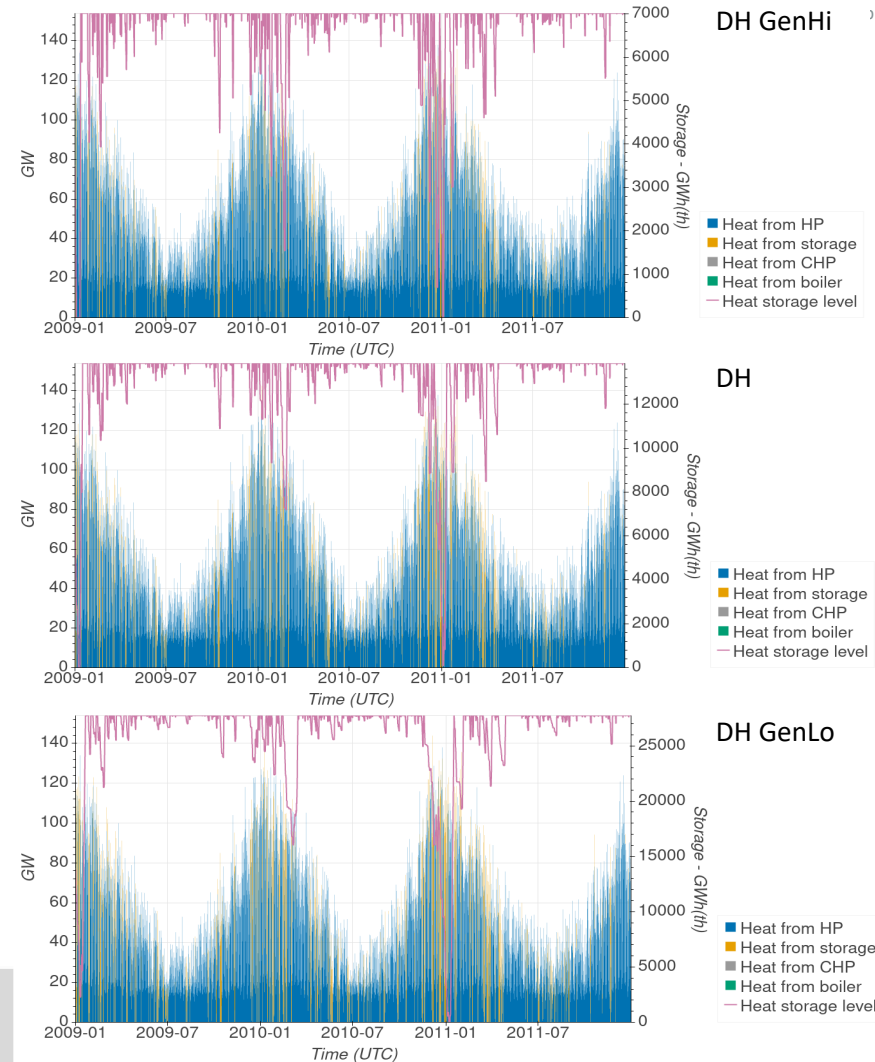 DH GenHi
140
120
100
80
60
40
20
0
GW
7000
6000
5000
4000
3000
2000
1000
0
Storage - GWh(th)
2009-01 2009-07 2010-01 2010-07 2011-01 2011-07
Time (UTC)
Heat from HP
Heat from storage
Heat from CHP
Heat from boiler
Heat storage level
DH
140
120
100
80
60
40
20
0
GW
12000
10000
8000
6000
4000
2000
0
Storage - GWh(th)
2009-01 2009-07 2010-01 2010-07 2011-01 2011-07
Time (UTC)
Heat from HP
Heat from storage
Heat from CHP
Heat from boiler
Heat storage level
DH GenLo
140
120
100
80
60
40
20
0
GW
25000
20000
15000
10000
5000
0
Storage - GWh(th)
2009-01 2009-07 2010-01 2010-07 2011-01 2011-07
Time (UTC)
Heat from HP
Heat from storage
Heat from CHP
Heat from boiler
Heat storage level